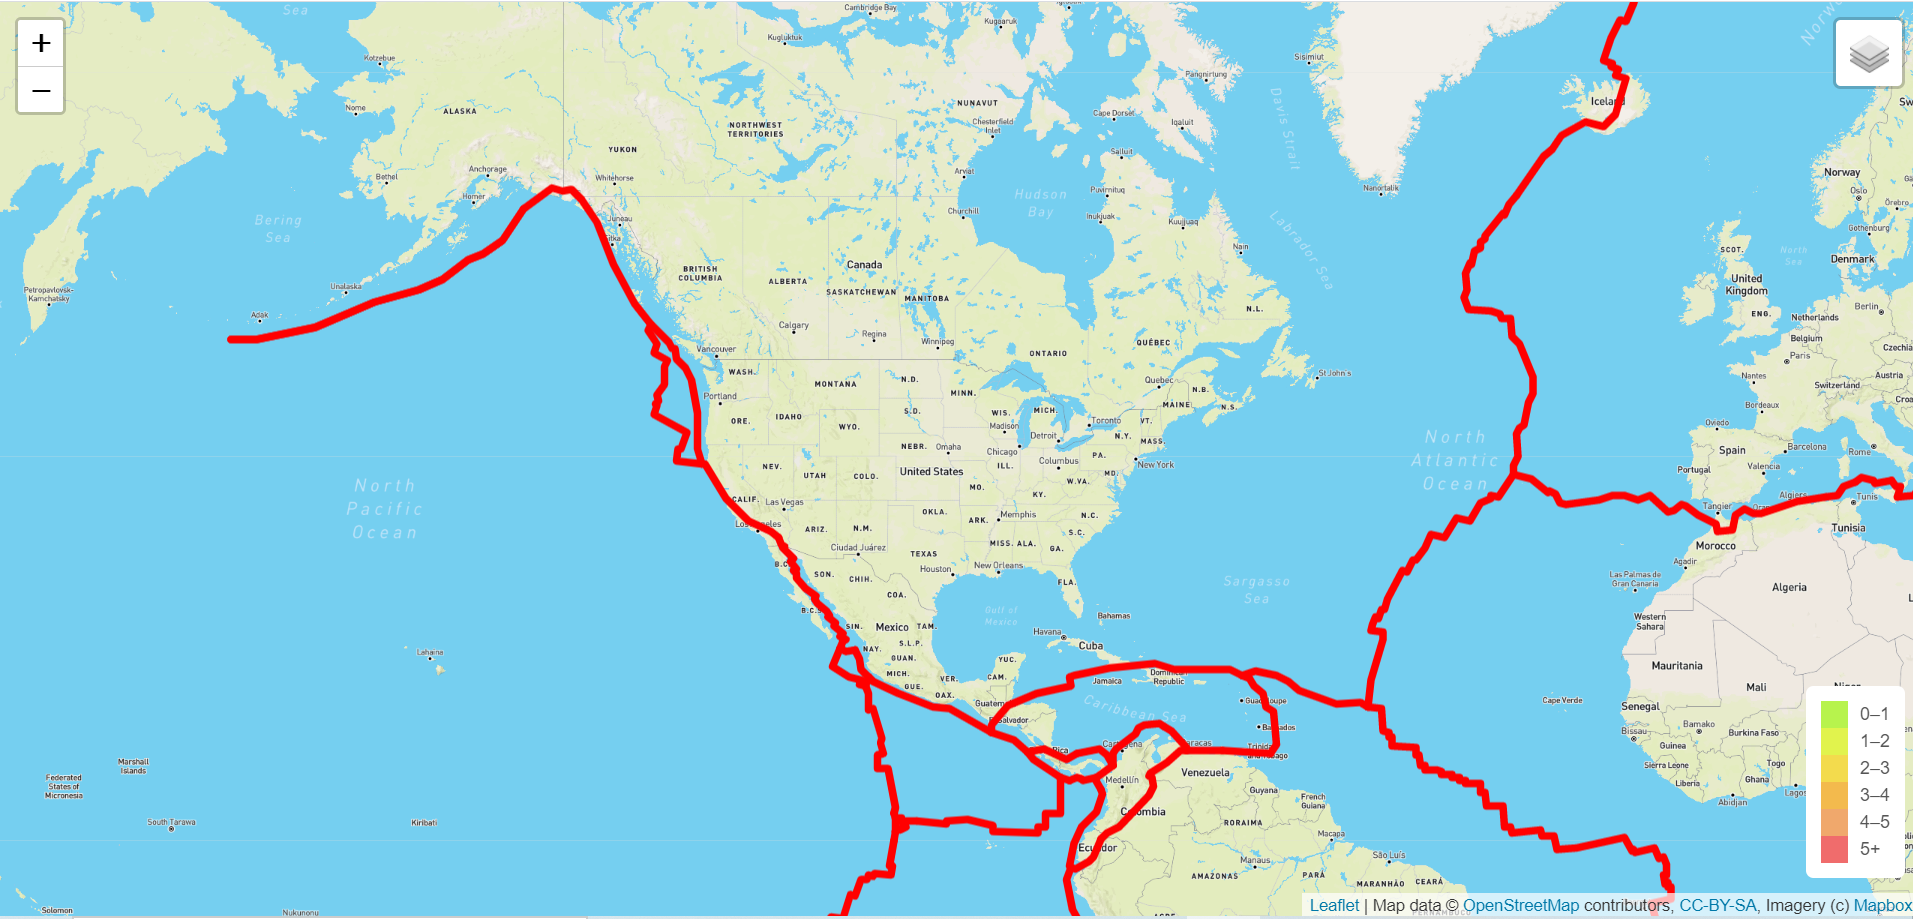 Sea
Cambridge Bay
Kugaaruk
Kugluktuk
Kotzebue
Sisimiut
Pangnirtung
Iceland
Nome
ALASKA
NUNAVUT
Chesterfield
Inlet
Cape Dorset
Iqaluit
Davis Strait
NORTHWEST
TERRITORIES
YUKON
Salluit
Anchorage
Bethel
Whitehorse
Arviat
Norway
Oslo
Homer
Puvirnituq
Nanortalik
Hudson
Bay
Örebro
Bering
Sea
Juneau
Sitka
Churchill
Inukjuak
Kuujjuaq
Labrador Sea
Gothenburg
Nain
SCOT.
North
Sea
Denmark
Canada
BRITISH
COLUMBIA
ALBERTA
SASKATCHEWAN
MANITOBA
United
Kingdom
Petropavlovsk-
Kamchatsky
Unalaska
N.L.
Berlin
Adak
ENG.
Netherlands
Calgary
Regina
Winnipeg
QUÉBEC
Belgium
Czechia
Vancouver
ONTARIO
Paris
WASH.
N.D.
St John's
Nantes
Austria
MONTANA
MINN.
Quebec
N.B.
Switzerland
Portland
MAINE
N.S.
Bordeaux
Croa
S.D.
WIS.
MICH.
ORE.
IDAHO
WYO.
Madison
Toronto
VT.
Oviedo
Detroit
N.Y.
MASS.
North
Atlantic
Ocean
Spain
Barcelona
Rome
NEBR.
Omaha
Chicago
PA.
Columbus
New York
Portugal
Valencia
NEV.
UTAH
COLO.
United States
ILL.
MD.
North
Pacific
Ocean
MO.
KY.
W.VA.
CALIF.
Las Vegas
Algiers
Tunis
Tangier
Oran
Los Angeles
ARIZ.
N.M.
OKLA.
ARK.
Memphis
N.C.
Tunisia
S.C.
Ciudad Juárez
TEXAS
MISS.
ALA.
GA.
Morocco
Agadir
B.C.
SON.
CHIH.
Houston
New Orleans
FLA.
Las Palmas de
Gran Canaria
Algeria
Sargasso
Sea
COA.
B.C.S.
Gulf of
Mexico
Bahamas
Western
Sahara
SIN.
Mexico
TAM.
Havana
Cuba
S.L.P.
NAY.
GUAN.
YUC.
Lahaina
MICH.
VER.
CAM.
Mauritania
GUE.
OAX.
Jamaica
Dominican
Republic
Mali
Niger
Guatemala
Guadeloupe
Cape Verde
Senegal
El Salvador
Caribbean Sea
Barbados
Bamako
Bissau
Burkina Faso
Rica
Cartagena
Caracas
Trinidad
and Tobago
Guinea
Marshall
Islands
Sierra Leone
Togo
Federated
States of
Micronesia
Medellín
Venezuela
Guyana
Liberia
Ghana
French
Guiana
Lagos
Abidjan
Colombia
South Tarawa
Kiribati
RORAIMA
Macapá
Ecuador
São Luís
Manaus
AMAZONAS
PARÁ
MARANHÃO
CEARÁ
Solomon
Nukunonu
ACRE
PERNAMBUCO
+
−
0–1
1–2
2–3
3–4
4–5
5+
Leaflet | Map data © OpenStreetMap contributors, CC-BY-SA, Imagery (c) Mapbox